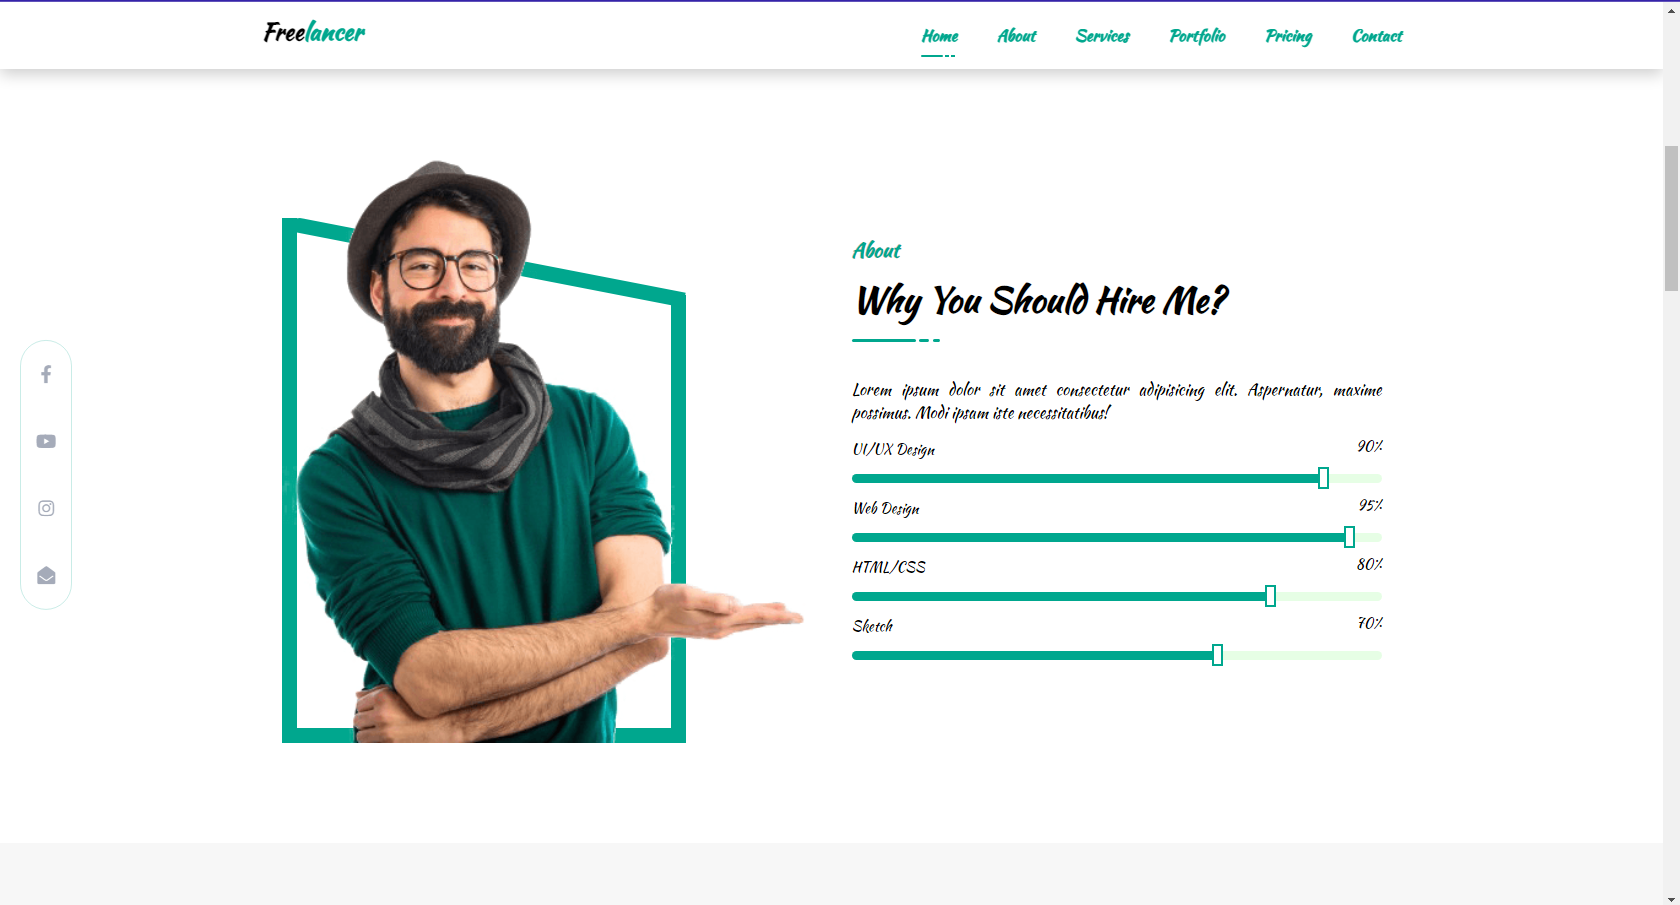 Freelancer
Home About Services Portfolio Pricing Contact
About
Why You Should Hire Me?
Lorem ipsum dolor sit amet consectetur adipisicing elit. Aspernatur, maxime
possimus. Modi ipsam iste necessitatibus!
UI/UX Design 90%
Web Design 95%
HTML/CSS 80%
Sketch 70%